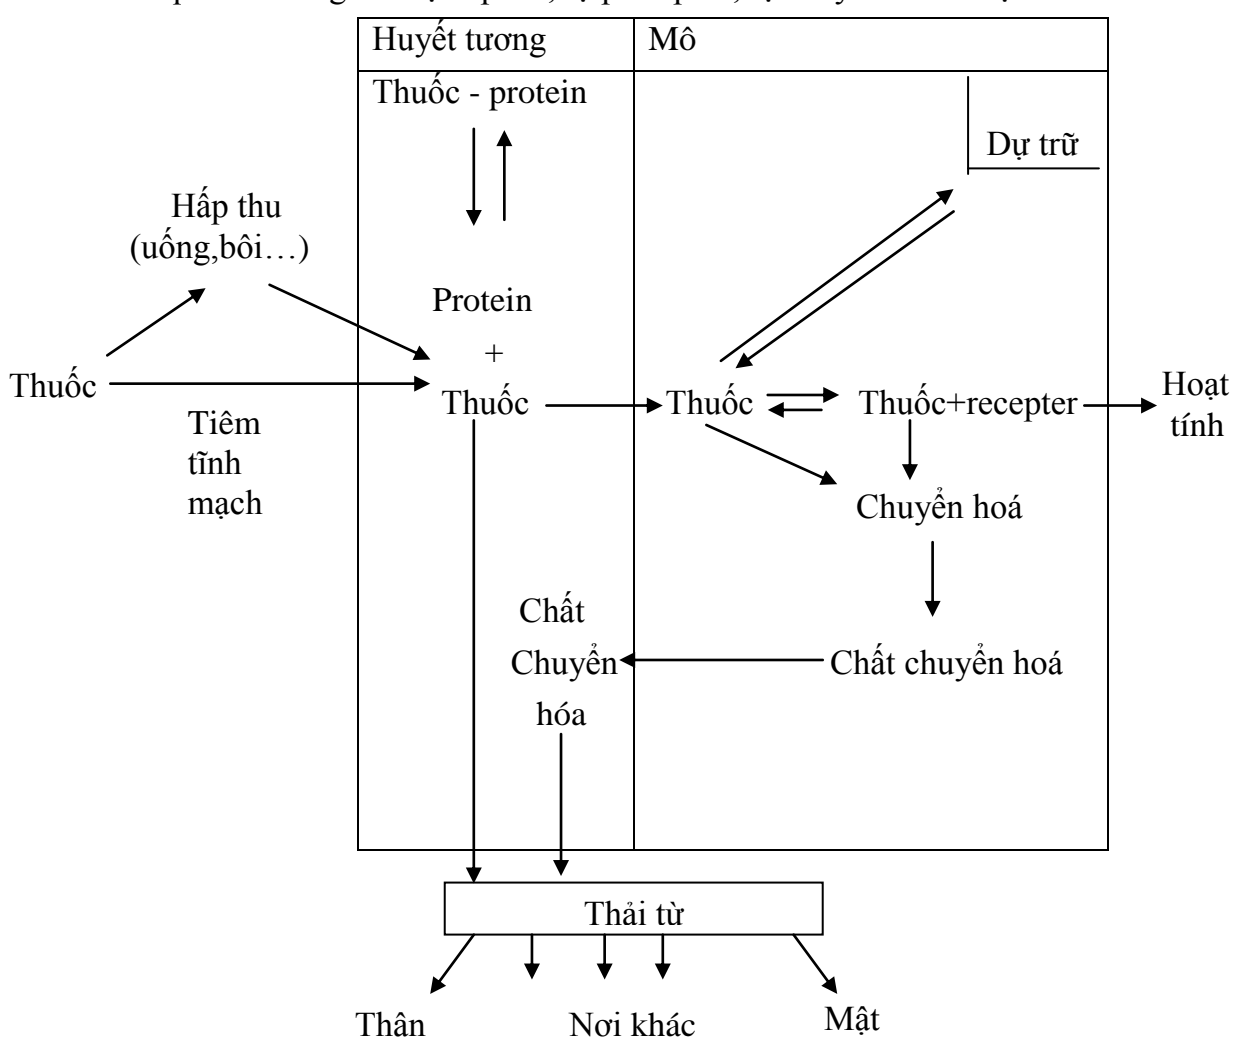 Huyết tương
Mô
Thuốc - protein
Dự trữ
Hấp thu
(uống,bôi…)
Protein
+
Thuốc
Thuốc
Thuốc
Thuốc+recepter
Hoạt
tính
Tiêm
tĩnh
mạch
Chuyển hoá
Chất
Chuyển
hóa
Chất chuyển hoá
Thải từ
Thân
Nơi khác
Mật